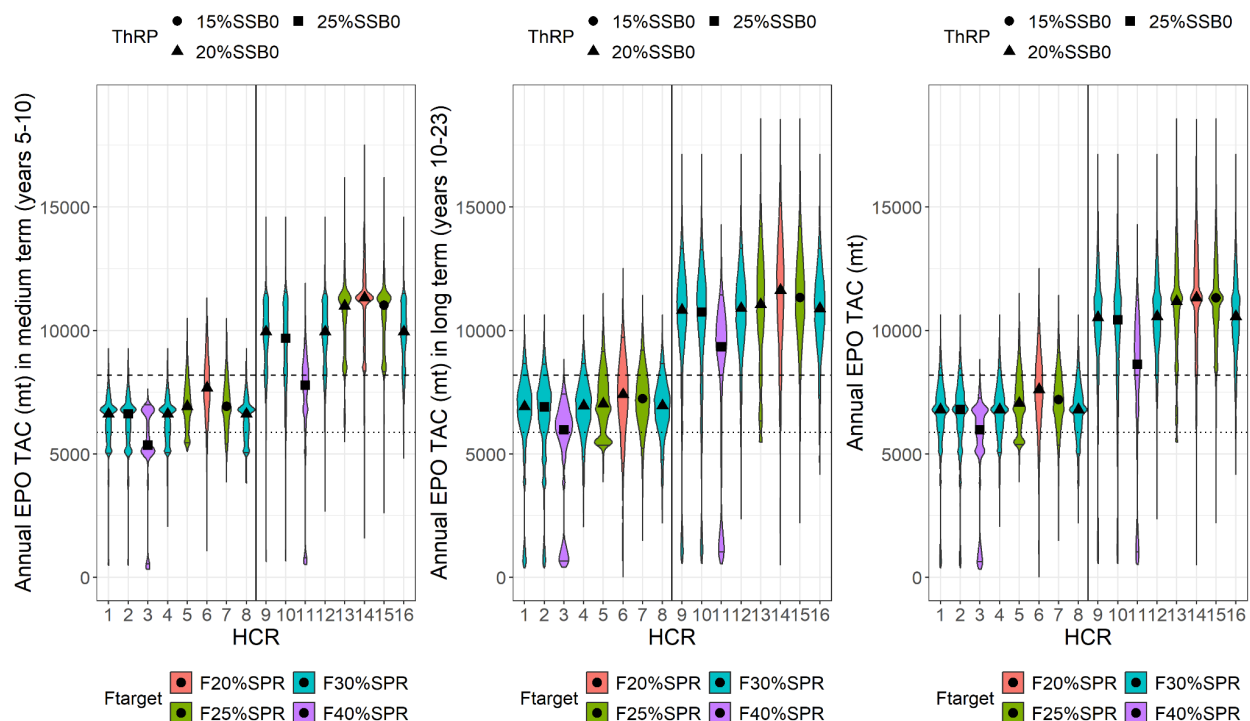 ThRP
15%SSB0
25%SSB0
20%SSB0
Annual EPO TAC (mt) in medium term (years 5-10)
15000
10000
5000
0
1 2 3 4 5 6 7 8 9 10 11 12 13 14 15 16
HCR
Ftarget
F20%SPR
F30%SPR
F25%SPR
F40%SPR
ThRP
15%SSB0
25%SSB0
20%SSB0
Annual EPO TAC (mt) in long term (years 10-23)
15000
10000
5000
0
1 2 3 4 5 6 7 8 9 10 11 12 13 14 15 16
HCR
Ftarget
F20%SPR
F30%SPR
F25%SPR
F40%SPR
ThRP
15%SSB0
25%SSB0
20%SSB0
Annual EPO TAC (mt)
15000
10000
5000
0
1 2 3 4 5 6 7 8 9 10 11 12 13 14 15 16
HCR
Ftarget
F20%SPR
F30%SPR
F25%SPR
F40%SPR